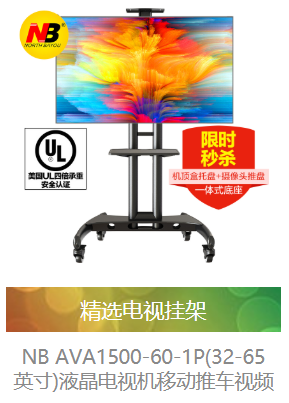 NB
NORTH BAYOU
UL
美国UL四倍承重
安全认证
限时
秒杀
机顶盒托盘+摄像头推盘
一体式底座
精选电视挂架
NB AVA1500-60-1P(32-65
英寸)液晶电视机移动推车视频